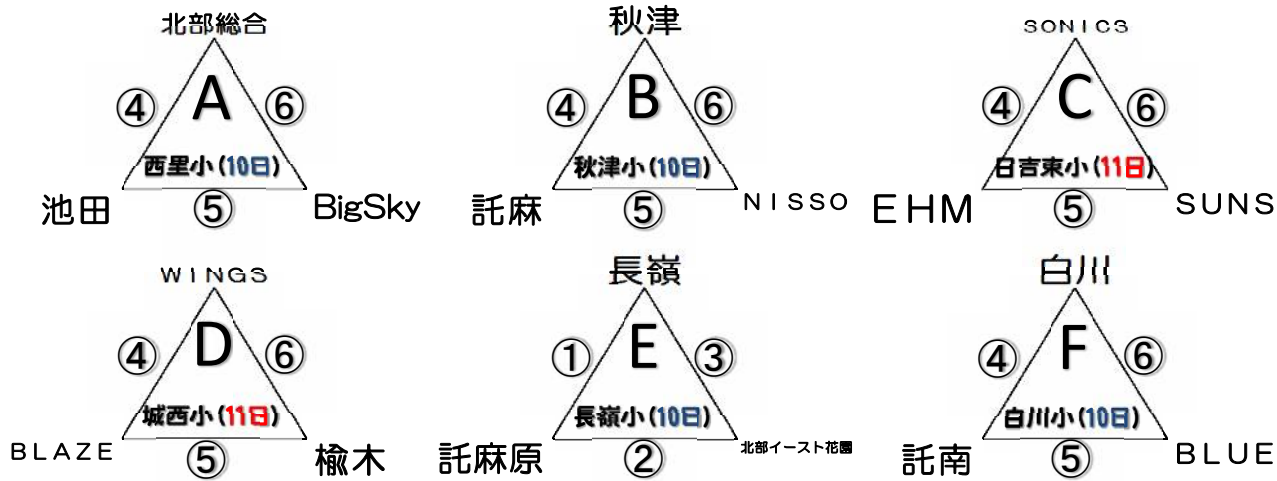 北部総合
④ A ⑥
西里小(10日)
池田 ⑤ BigSky
秋津
④ B ⑥
秋津小(10日)
託麻 ⑤ NISSO
SONICS
④ C ⑥
日吉東小(11日)
EHM ⑤ SUNS
WINGS
④ D ⑥
城西小(11日)
BLAZE ⑤ 楡木
長嶺
① E ③
長嶺小(10日)
託麻原 ② 北部イースト花園
白川
④ F ⑥
白川小(10日)
託南 ⑤ BLUE